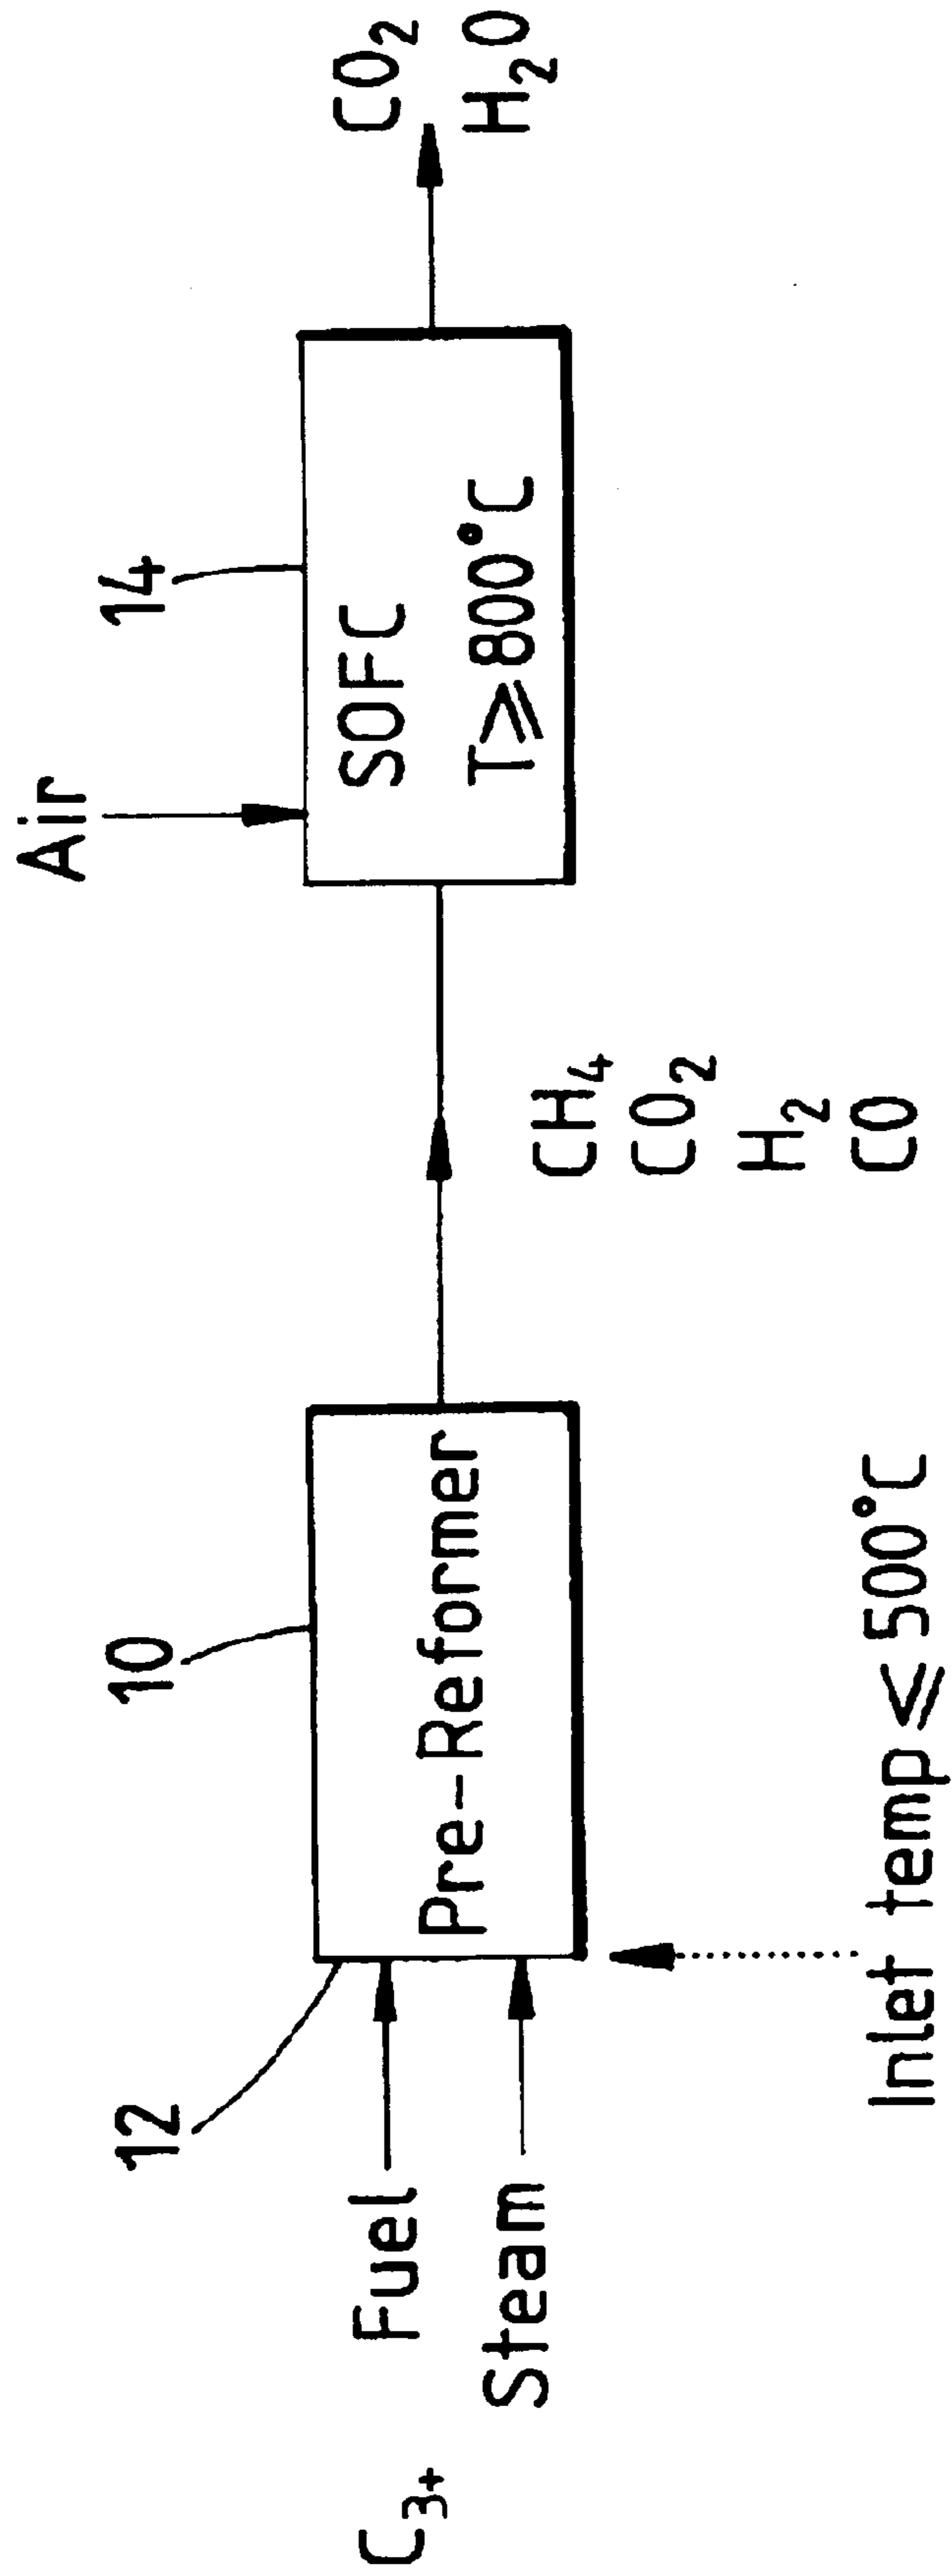 C₃₊
Fuel
Steam
12
10
Pre-Reformer
Inlet temp ⩽ 500°C
CH₄
CO₂
H₂
CO
Air
14
SOFC
T ⩾ 800°C
CO₂
H₂O